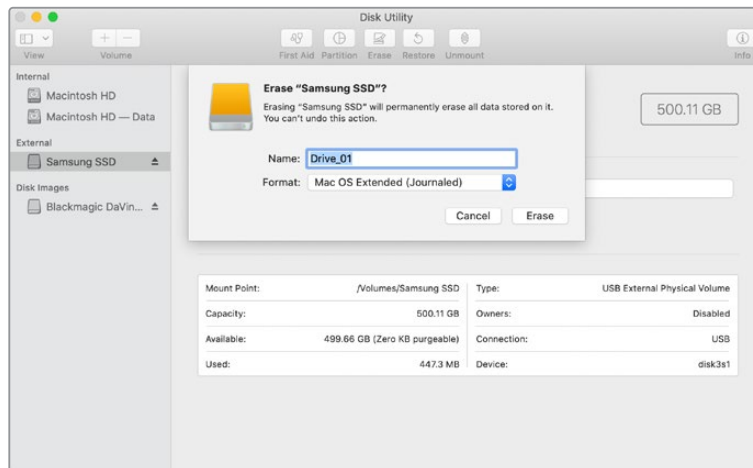 Disk Utility
View
Volume
First Aid
Partition
Erase
Restore
Unmount
Info
Internal
Macintosh HD
Macintosh HD — Data
External
Samsung SSD
Disk Images
Blackmagic DaVin...
Erase “Samsung SSD”?
Erasing “Samsung SSD” will permanently erase all data stored on it.
You can't undo this action.
Name: Drive_01
Format: Mac OS Extended (Journaled)
Cancel
Erase
500.11 GB
Mount Point: /Volumes/Samsung SSD
Capacity: 500.11 GB
Available: 499.66 GB (Zero KB purgeable)
Used: 447.3 MB
Type: USB External Physical Volume
Owners: Disabled
Connection: USB
Device: disk3s1